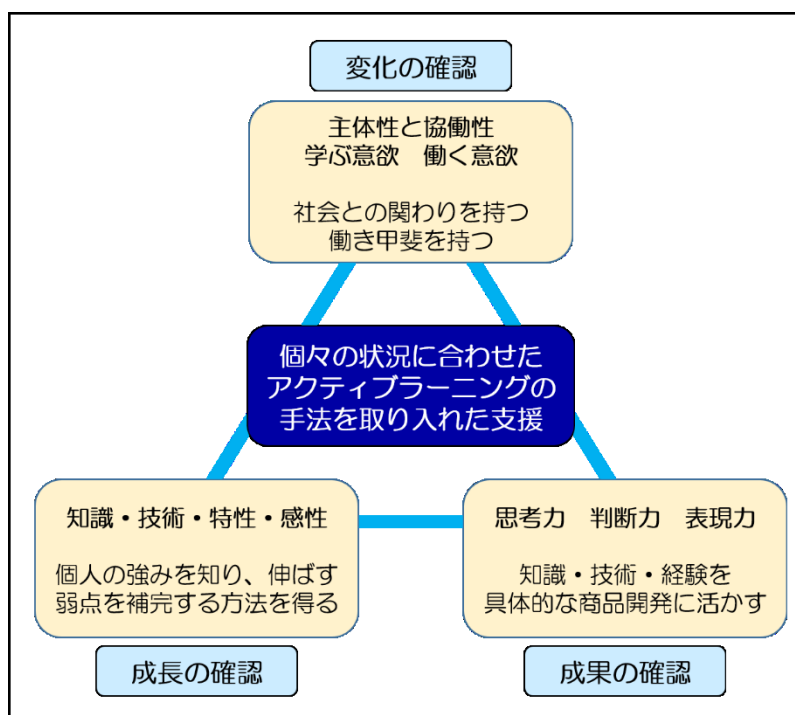 変化の確認
主体性と協働性
学ぶ意欲　働く意欲
社会との関わりを持つ
働き甲斐を持つ
個々の状況に合わせた
アクティブラーニングの
手法を取り入れた支援
知識・技術・特性・感性
個人の強みを知り、伸ばす
弱点を補完する方法を得る
成長の確認
思考力　判断力　表現力
知識・技術・経験を
具体的な商品開発に活かす
成果の確認